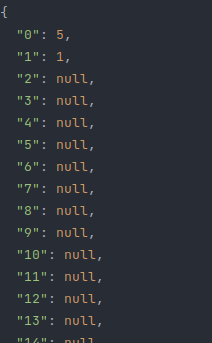 {
"0": 5,
"1": 1,
"2": null,
"3": null,
"4": null,
"5": null,
"6": null,
"7": null,
"8": null,
"9": null,
"10": null,
"11": null,
"12": null,
"13": null,
"14": null